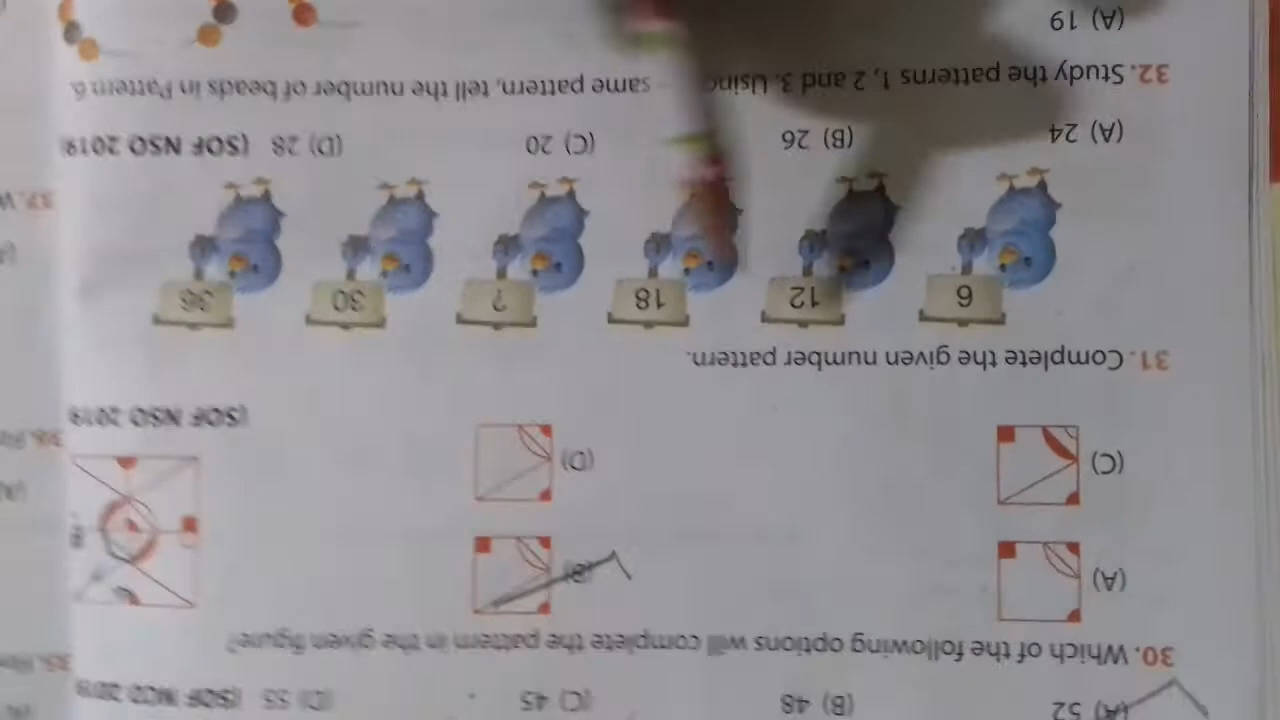 (A) 52 (B) 48 (C) 45 (D) 55 (SOF NCO 2019
30. Which of the following options will complete the pattern in the given figure?
(A) (B)
(C) (D)
(SOF NSO 2019
31. Complete the given number pattern.
6 12 18 ? 30 36
(A) 24 (B) 26 (C) 20 (D) 28 (SOF NSO 2019
32. Study the patterns 1, 2 and 3. Using same pattern, tell the number of beads in Pattern 6
(A) 19
37. W